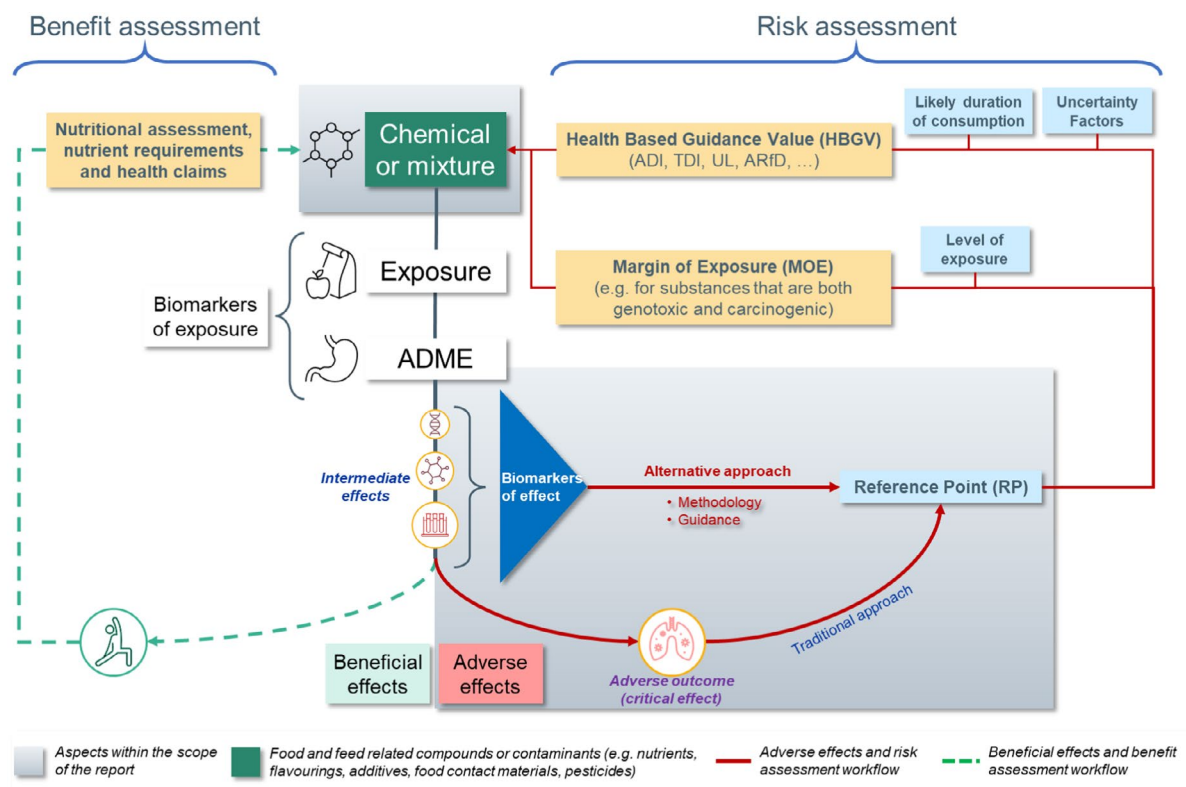 Benefit assessment
Risk assessment
Nutritional assessment,
nutrient requirements
and health claims
Chemical
or mixture
Health Based Guidance Value (HBGV)
(ADI, TDI, UL, ARfD, …)
Likely duration
of consumption
Uncertainty
Factors
Exposure
Biomarkers
of exposure
ADME
Margin of Exposure (MOE)
(e.g. for substances that are both
genotoxic and carcinogenic)
Level of
exposure
Intermediate
effects
Biomarkers
of effect
Alternative approach
• Methodology
• Guidance
Reference Point (RP)
Traditional approach
Beneficial
effects
Adverse
effects
Adverse outcome
(critical effect)
Aspects within the scope
of the report
Food and feed related compounds or contaminants (e.g. nutrients,
flavourings, additives, food contact materials, pesticides)
Adverse effects and risk
assessment workflow
Beneficial effects and benefit
assessment workflow